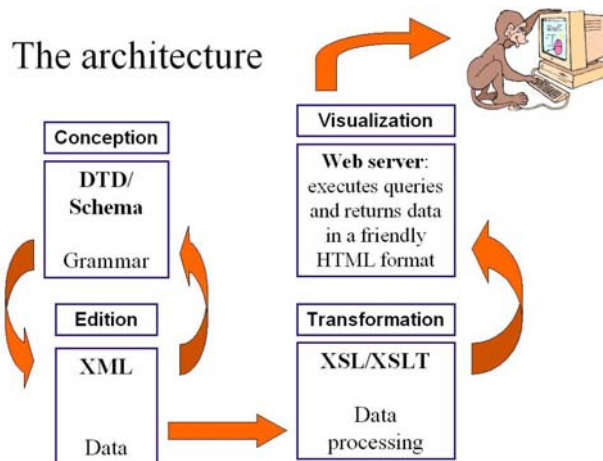 The architecture
Conception
DTD/
Schema
Grammar
Edition
XML
Data
Visualization
Web server:
executes queries
and returns data
in a friendly
HTML format
Transformation
XSL/XSLT
Data
processing